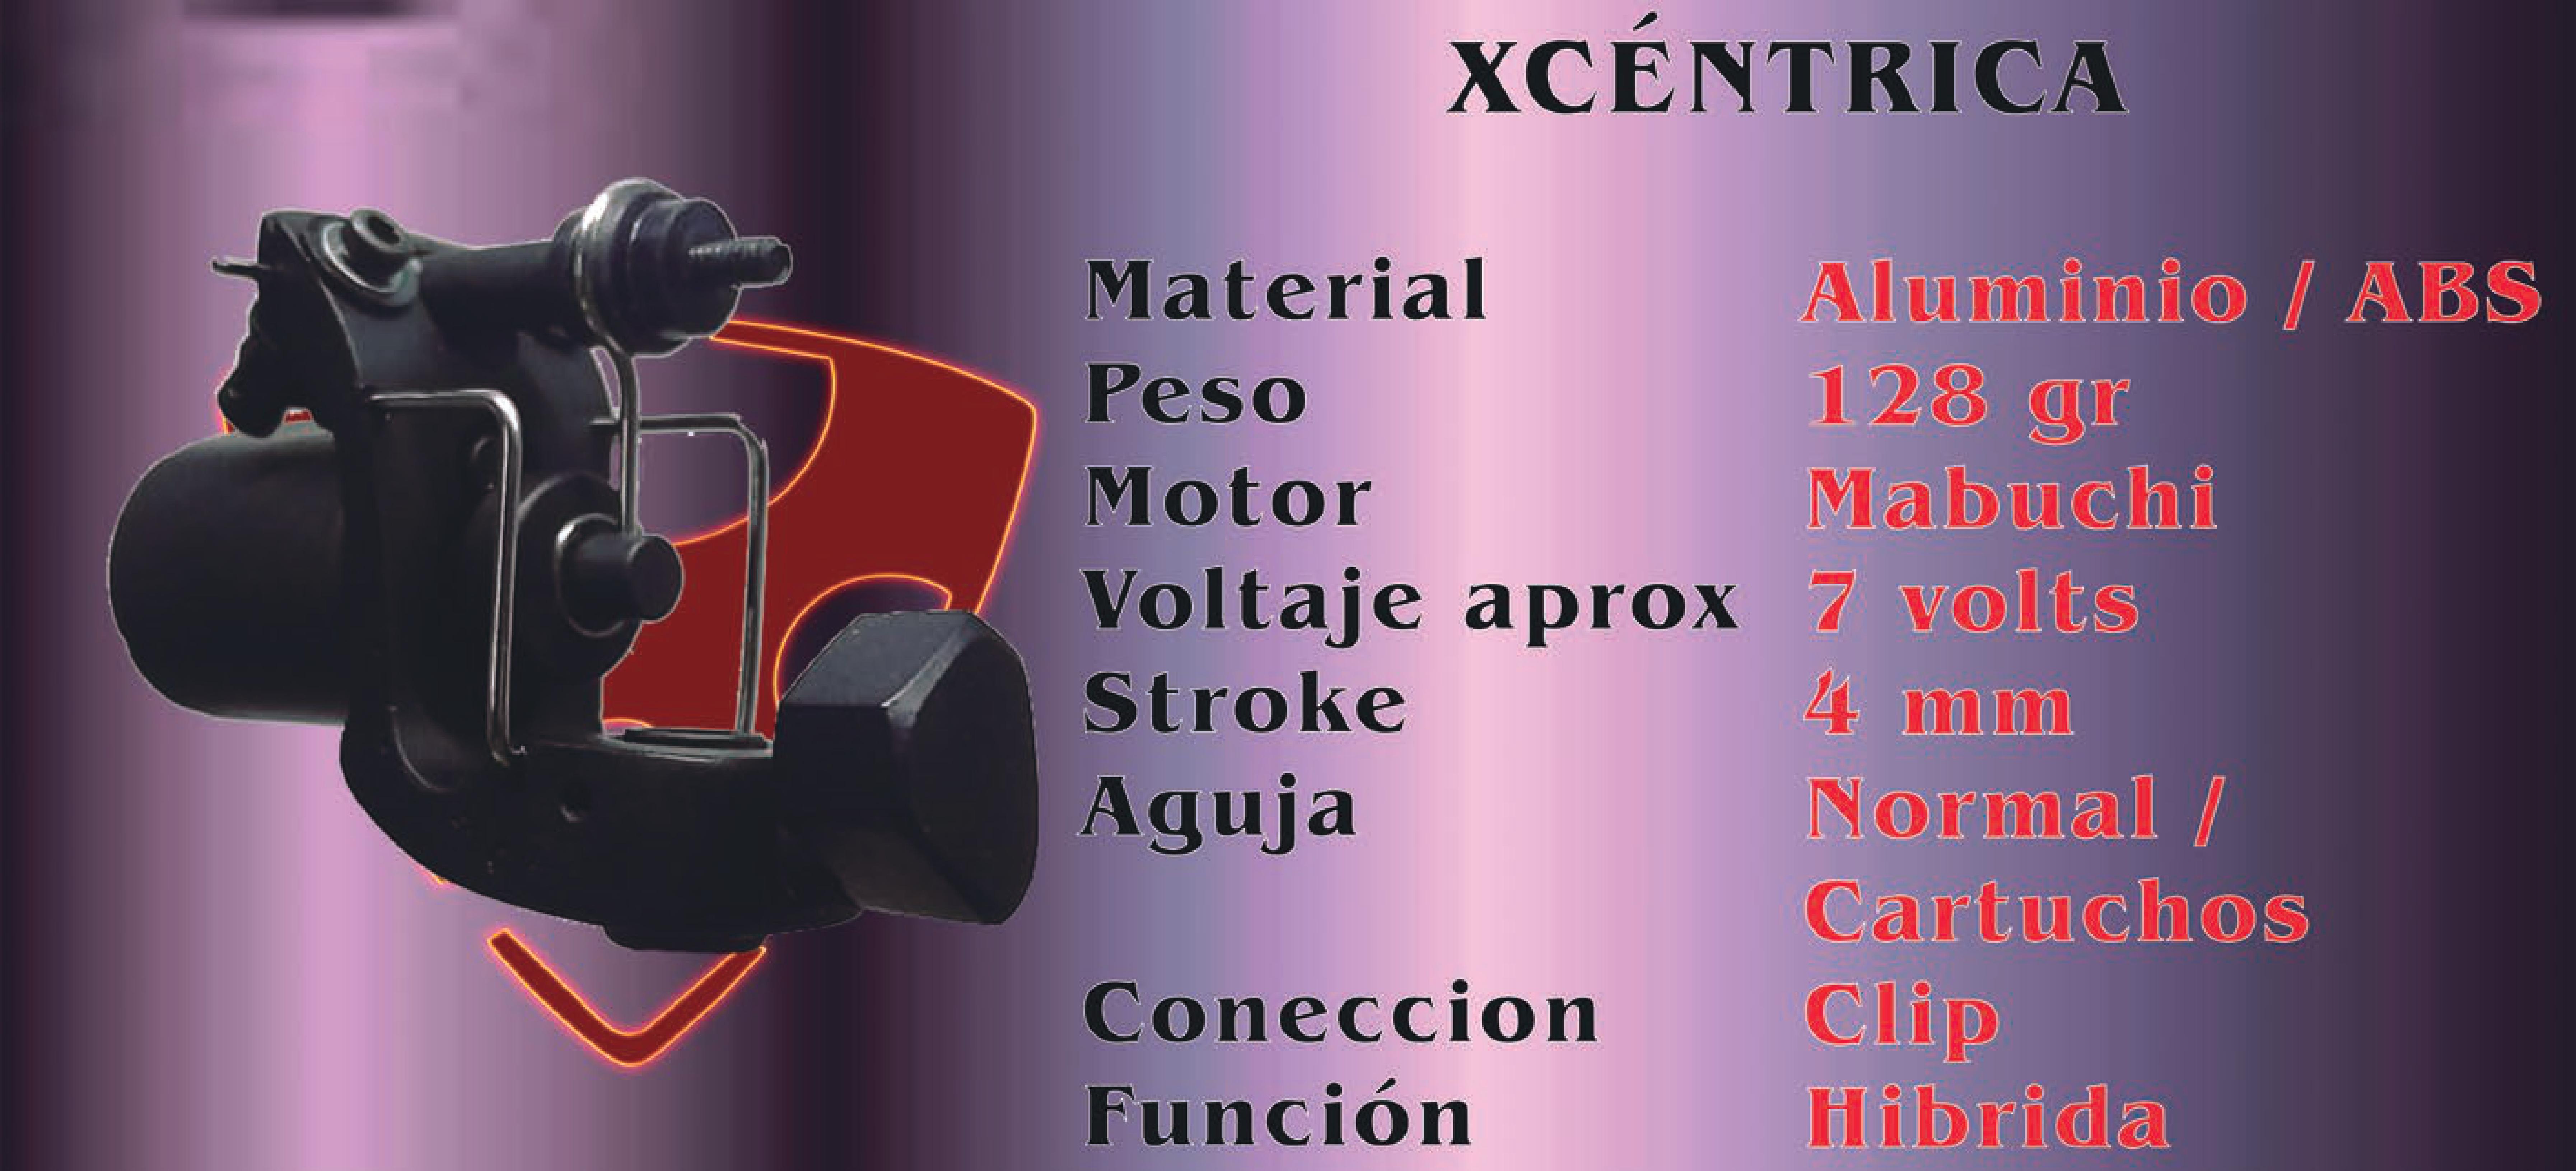 XCÉNTRICA
Material Aluminio / ABS
Peso 128 gr
Motor Mabuchi
Voltaje aprox 7 volts
Stroke 4 mm
Aguja Normal /
Cartuchos
Coneccion Clip
Función Hibrida